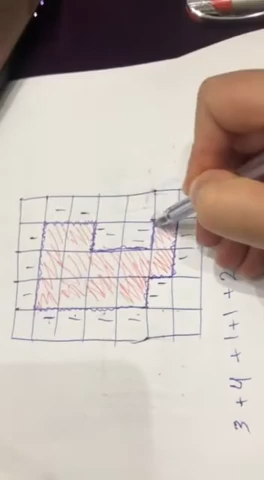 3 + 4 + 1 + 1 + 2